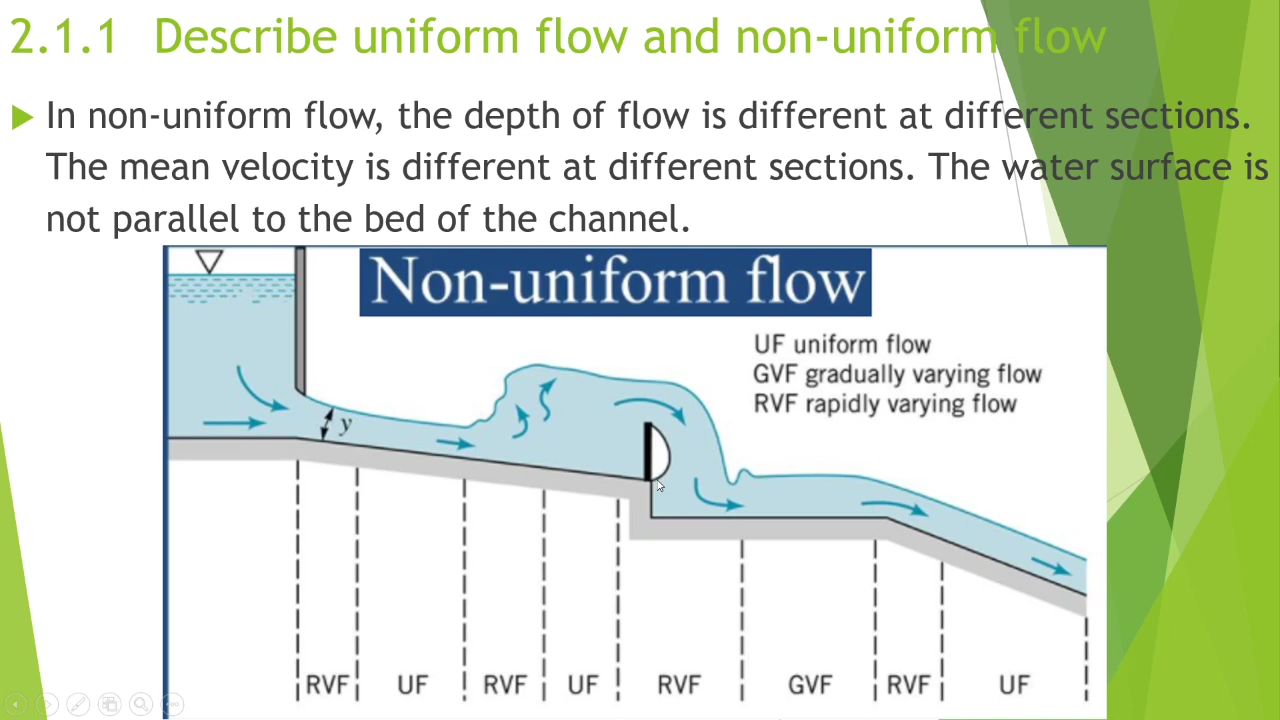 2.1.1 Describe uniform flow and non-uniform flow
In non-uniform flow, the depth of flow is different at different sections.
The mean velocity is different at different sections. The water surface is
not parallel to the bed of the channel.
Non-uniform flow
UF uniform flow
GVF gradually varying flow
RVF rapidly varying flow
y
RVF UF RVF UF RVF GVF RVF UF